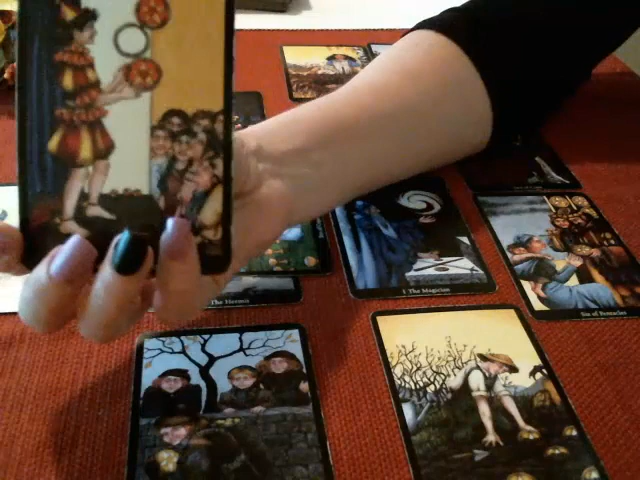 The Hermit
I The Magician
Six of Pentacles